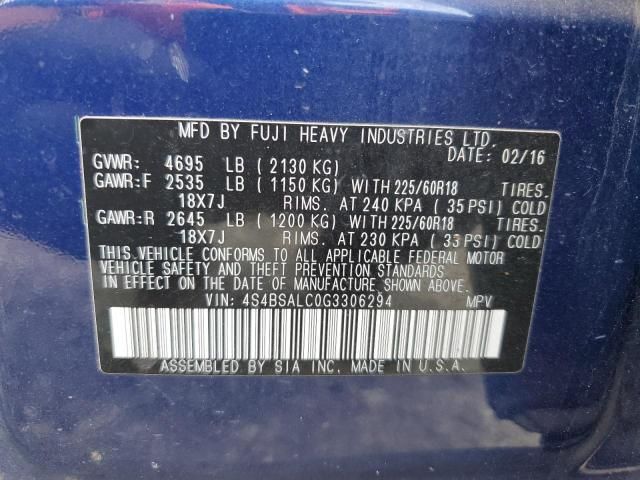 MFD BY FUJI HEAVY INDUSTRIES LTD.
DATE: 02/16
GVWR: 4695 LB ( 2130 KG)
GAWR:F 2535 LB ( 1150 KG) WITH 225/60R18 TIRES.
18X7J RIMS. AT 240 KPA ( 35 PSI) COLD
GAWR:R 2645 LB ( 1200 KG) WITH 225/60R18 TIRES.
18X7J RIMS. AT 230 KPA ( 33 PSI) COLD
THIS VEHICLE CONFORMS TO ALL APPLICABLE FEDERAL MOTOR
VEHICLE SAFETY AND THEFT PREVENTION STANDARDS
IN EFFECT ON THE DATE OF MANUFACTURE SHOWN ABOVE.
VIN: 4S4BSALC0G3306294 MPV
ASSEMBLED BY SIA INC. MADE IN U.S.A.